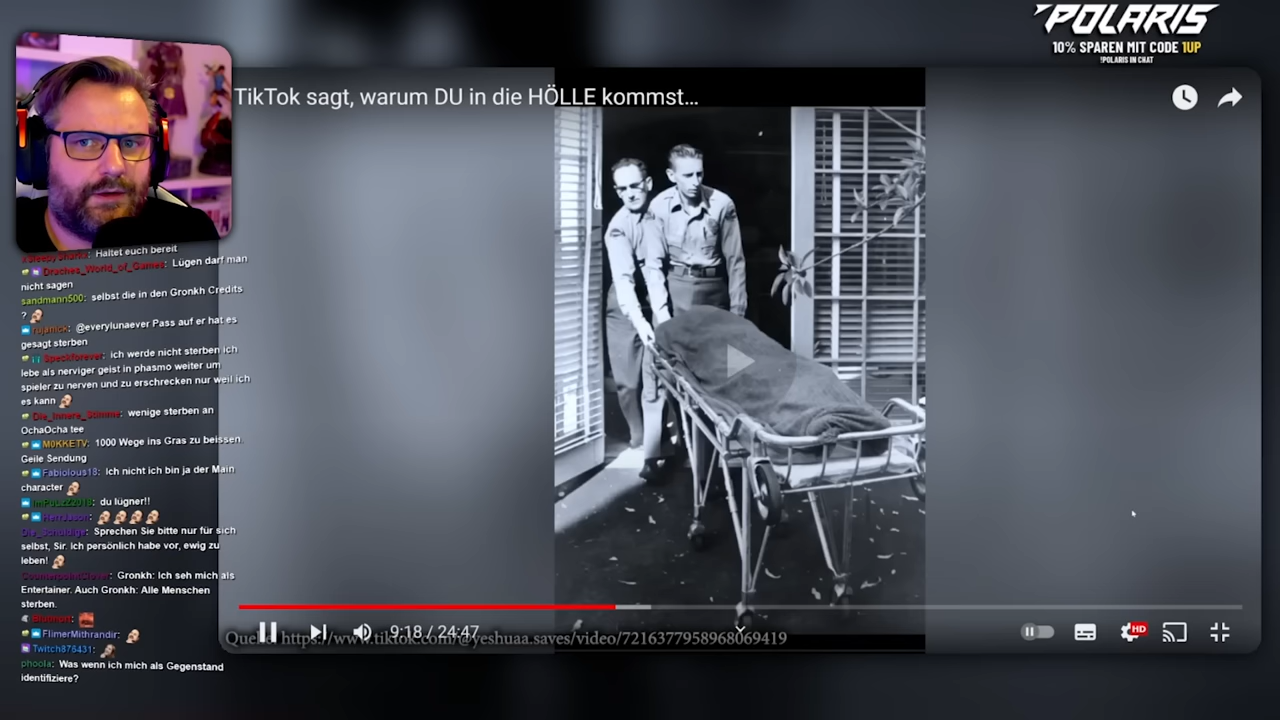 POLARIS
10% SPAREN MIT CODE 1UP
!POLARIS IN CHAT
TikTok sagt, warum DU in die HÖLLE kommst…
Haltet euch bereit
Draches_World_of_Games: Lügen darf man
nicht sagen
sandmann500: selbst die in den Gronkh Credits
?
@everylunaever Pass auf er hat es
gesagt sterben
Speckforever: ich werde nicht sterben ich
lebe als nerviger geist in phasmo weiter um
spieler zu nerven und zu erschrecken nur weil ich
es kann
Die_Innere_Stimme: wenige sterben an
OchaOcha tee
M0KKETV: 1000 Wege ins Gras zu beissen
Geile Sendung
Fabiolous18: Ich nicht ich bin ja der Main
character
du lügner!!
Die_Schuldige: Sprechen Sie bitte nur für sich
selbst, Sir. Ich persönlich habe vor, ewig zu
leben!
Gronkh: Ich seh mich als
Entertainer. Auch Gronkh: Alle Menschen
sterben.
FlimerMithrandir:
Twitch875431:
phoola: Was wenn ich mich als Gegenstand
identifiziere?
9:18 / 24:47
HD
Quelle: https://www.tiktok.com/@yeshuaa.saves/video/7216377958968069419